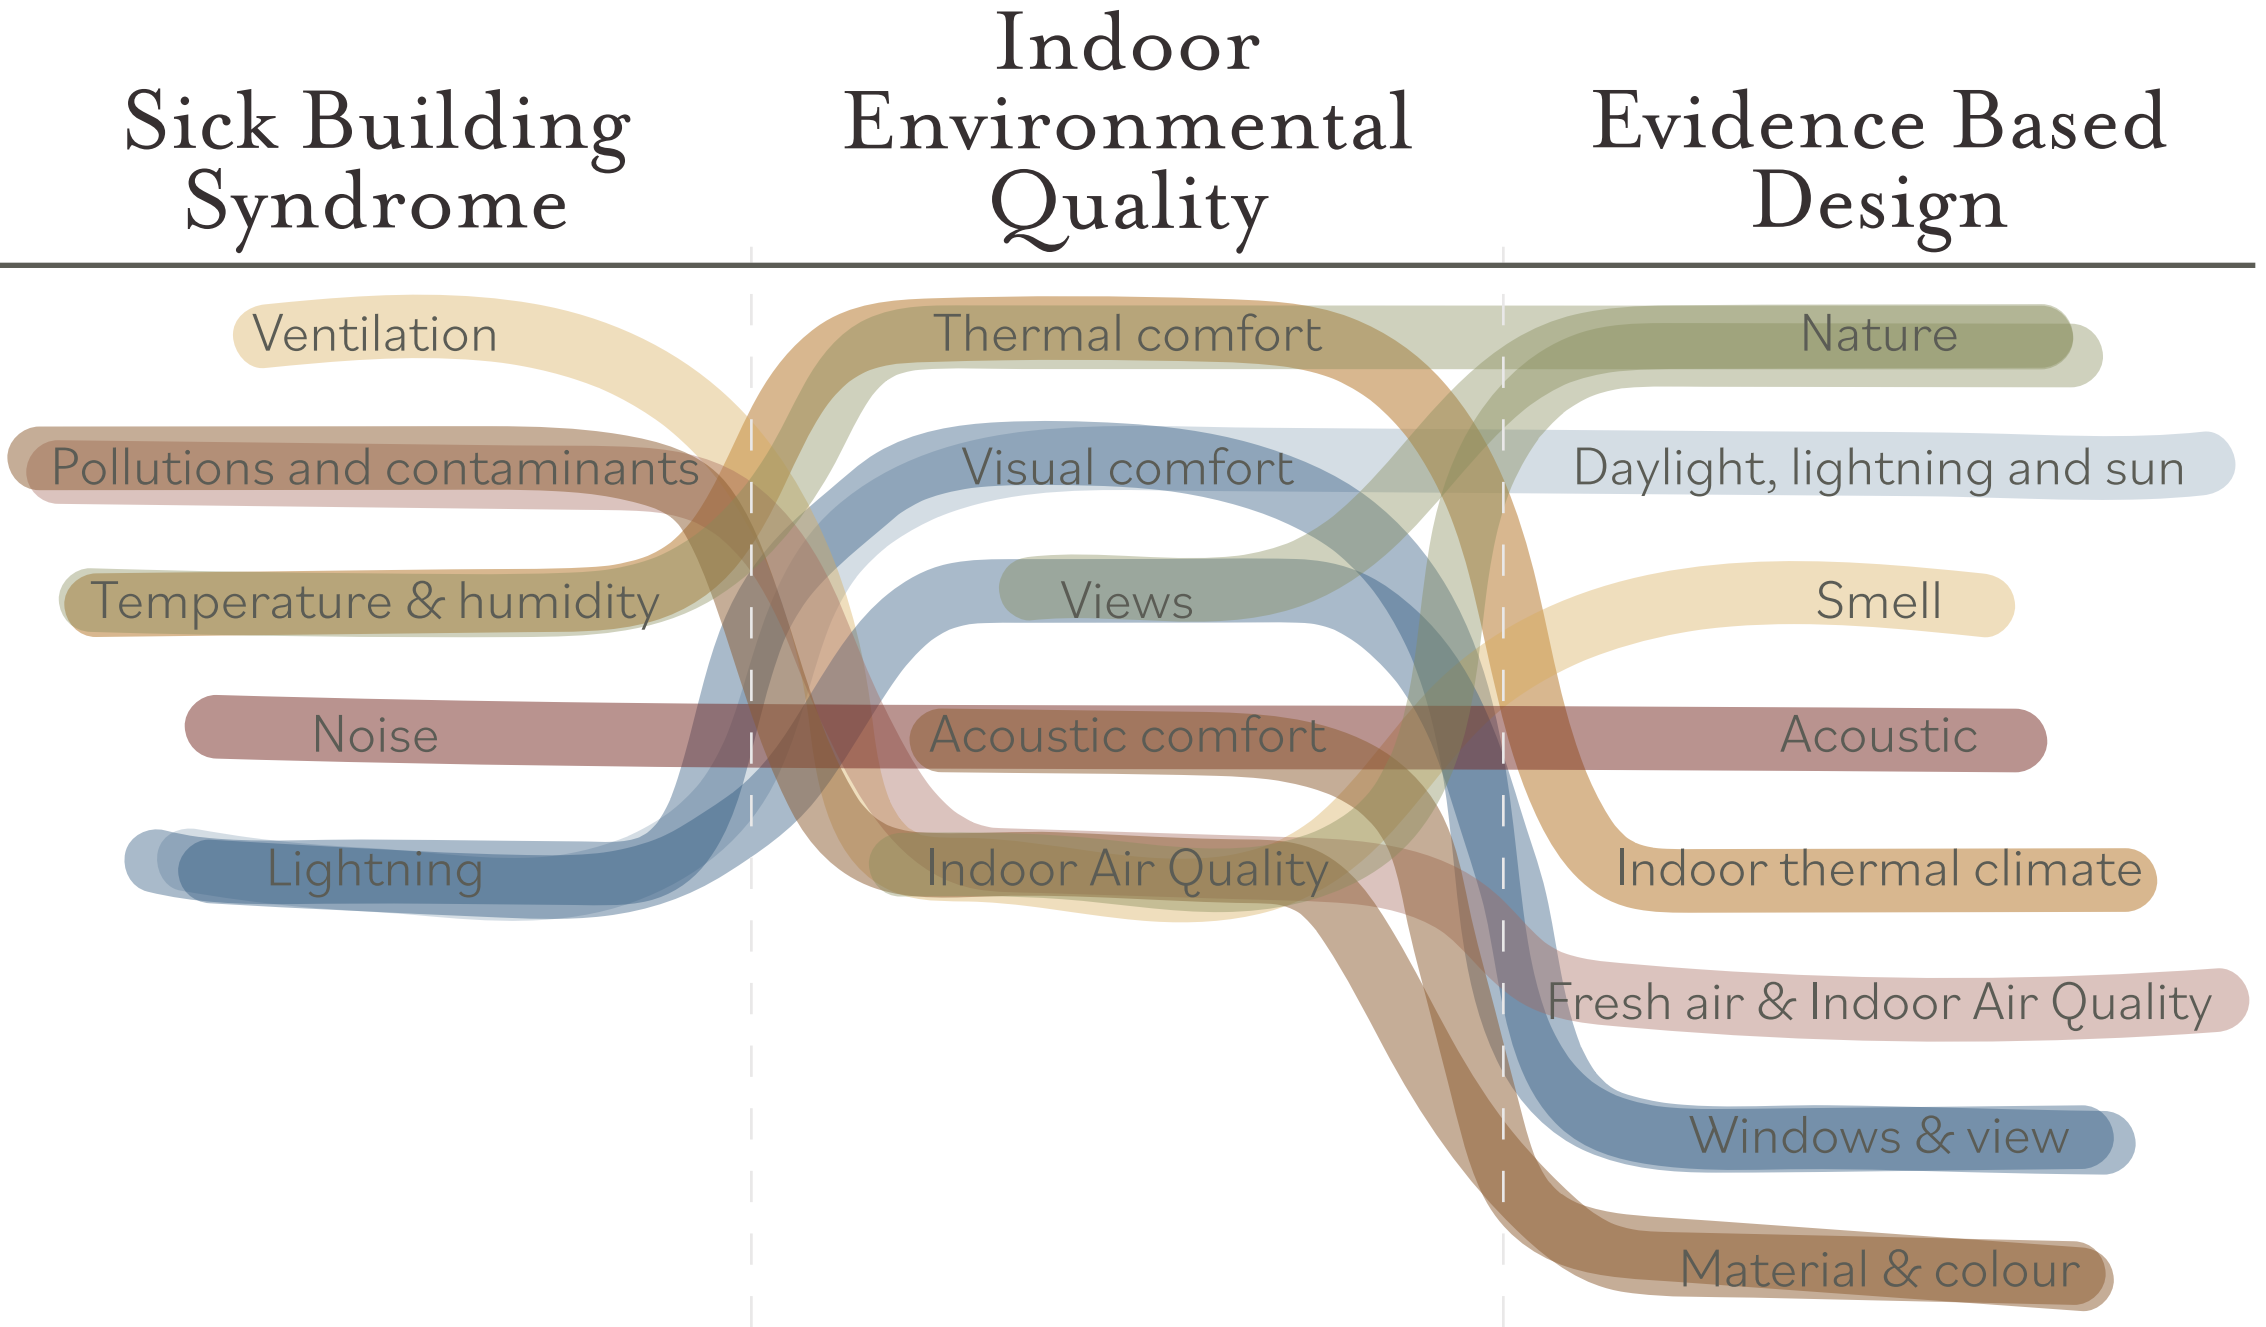 Sick Building
Syndrome
Indoor
Environmental
Quality
Evidence Based
Design
Ventilation
Pollutions and contaminants
Temperature & humidity
Noise
Lightning
Thermal comfort
Visual comfort
Views
Acoustic comfort
Indoor Air Quality
Nature
Daylight, lightning and sun
Smell
Acoustic
Indoor thermal climate
Fresh air & Indoor Air Quality
Windows & view
Material & colour